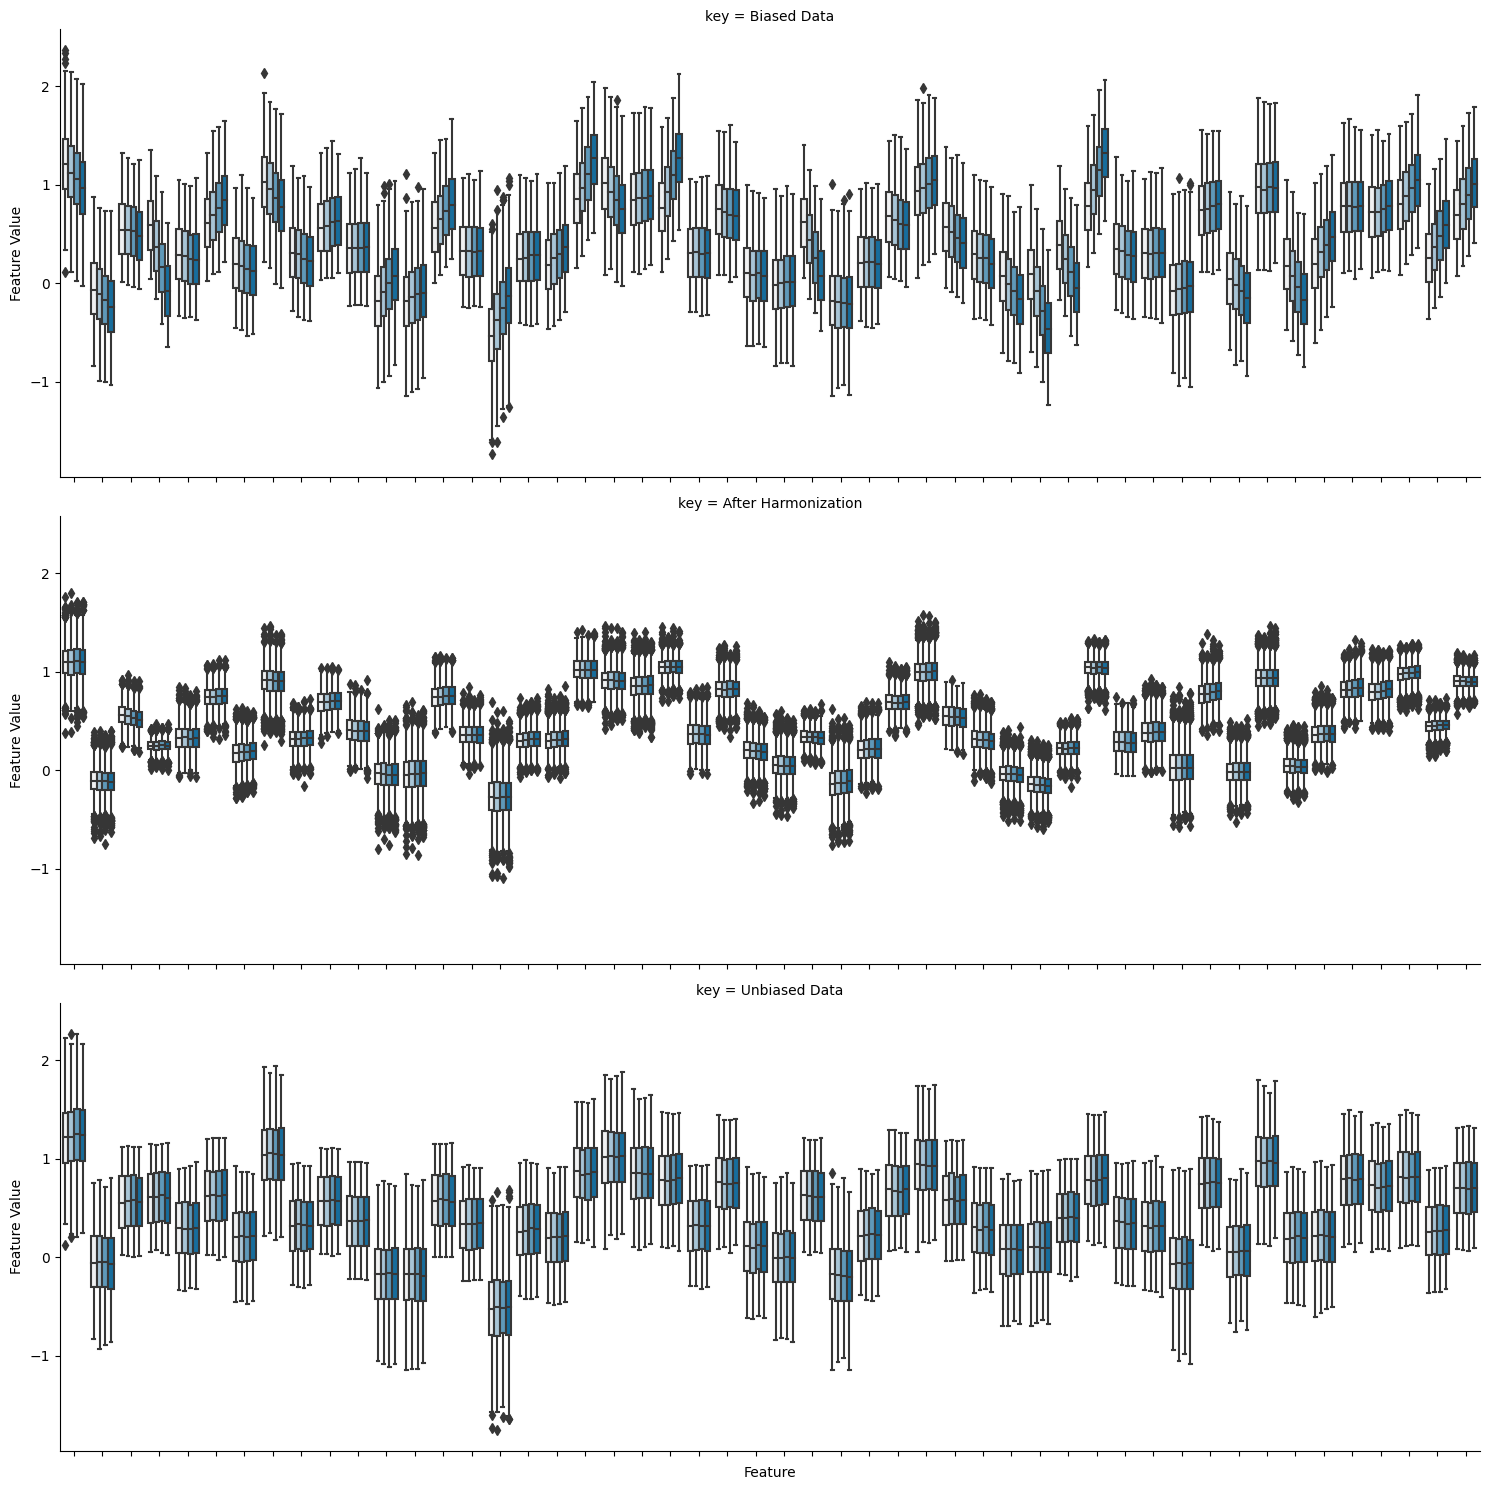 key = Biased Data
2
1
0
−1
Feature Value
key = After Harmonization
2
1
0
−1
Feature Value
key = Unbiased Data
2
1
0
−1
Feature Value
Feature